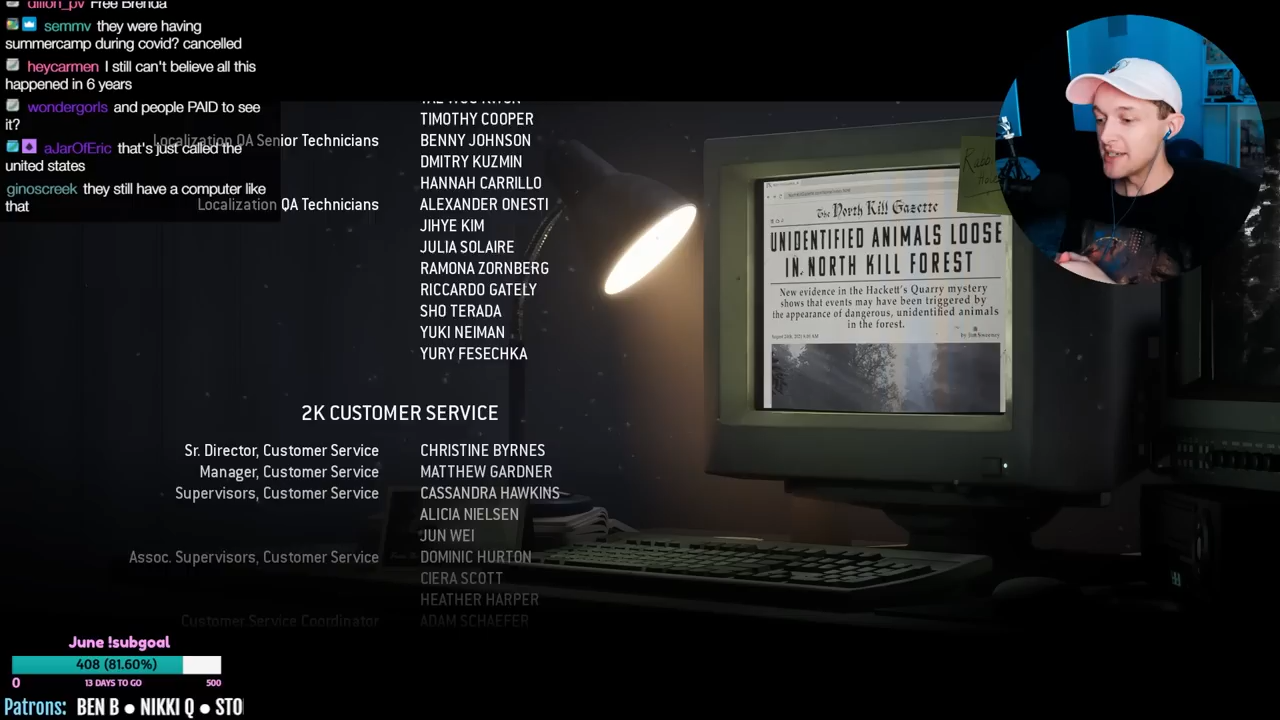 dillon_pv Free Brenda
semmv they were having
summercamp during covid? cancelled
heycarmen I still can't believe all this
happened in 6 years
wondergorls and people PAID to see
it?
aJarOfEric that's just called the
united states
ginoscreek they still have a computer like
that
TIMOTHY COOPER
Localization QA Senior Technicians BENNY JOHNSON
DMITRY KUZMIN
HANNAH CARRILLO
Localization QA Technicians ALEXANDER ONESTI
JIHYE KIM
JULIA SOLAIRE
RAMONA ZORNBERG
RICCARDO GATELY
SHO TERADA
YUKI NEIMAN
YURY FESECHKA
2K CUSTOMER SERVICE
Sr. Director, Customer Service CHRISTINE BYRNES
Manager, Customer Service MATTHEW GARDNER
Supervisors, Customer Service CASSANDRA HAWKINS
ALICIA NIELSEN
JUN WEI
Assoc. Supervisors, Customer Service DOMINIC HURTON
CIERA SCOTT
HEATHER HARPER
Customer Service Coordinator ADAM SCHAEFER
The North Kill Gazette
UNIDENTIFIED ANIMALS LOOSE
IN NORTH KILL FOREST
New evidence in the Hackett's Quarry mystery
shows that events may have been triggered by
the appearance of dangerous, unidentified animals
in the forest.
June !subgoal
408 (81.60%)
0 13 DAYS TO GO 500
Patrons: BEN B ● NIKKI Q ● STO